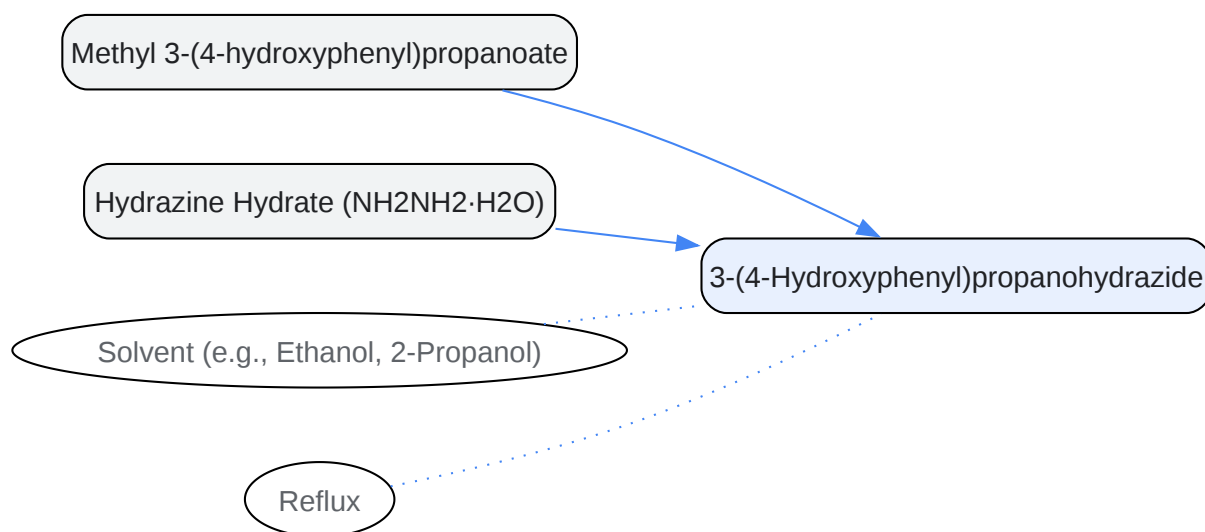 Methyl 3-(4-hydroxyphenyl)propanoate
Hydrazine Hydrate (NH2NH2·H2O)
3-(4-Hydroxyphenyl)propanohydrazide
Solvent (e.g., Ethanol, 2-Propanol)
Reflux